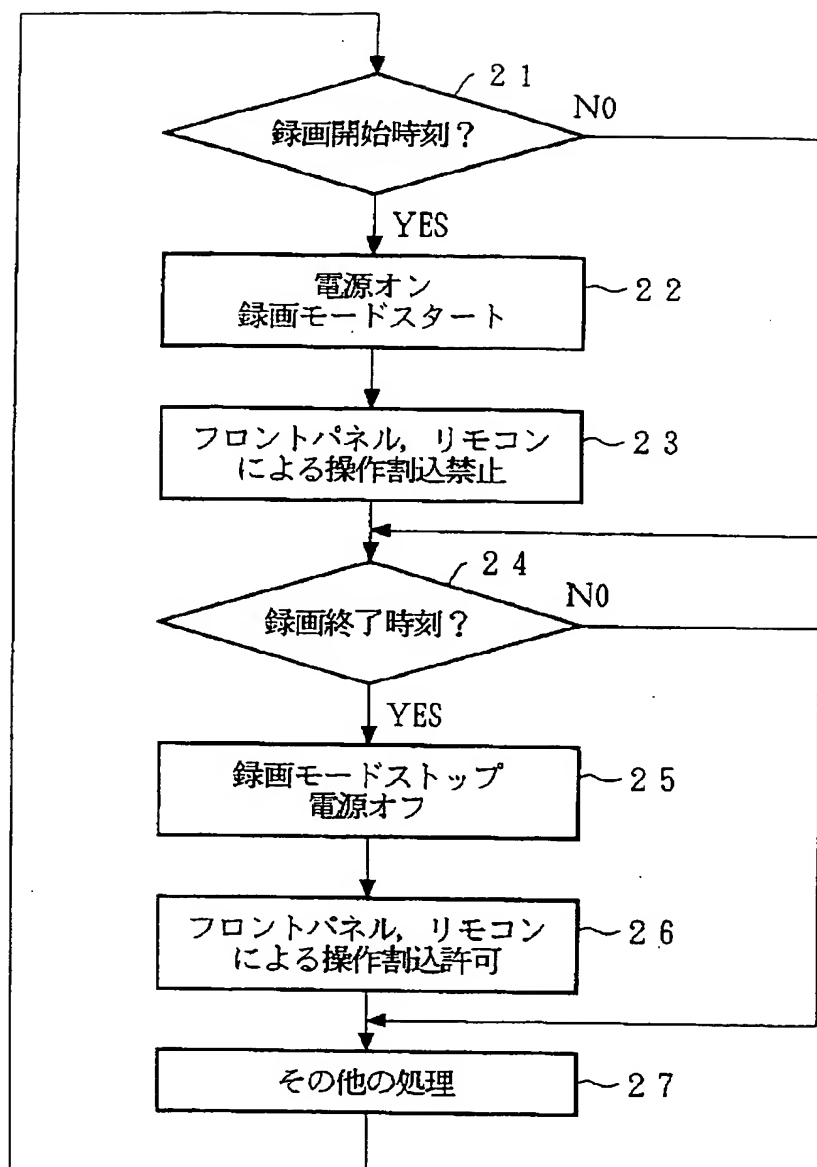 21
録画開始時刻？
NO
YES
電源オン
録画モードスタート
22
フロントパネル，リモコン
による操作割込禁止
23
24
録画終了時刻？
NO
YES
録画モードストップ
電源オフ
25
フロントパネル，リモコン
による操作割込許可
26
その他の処理
27